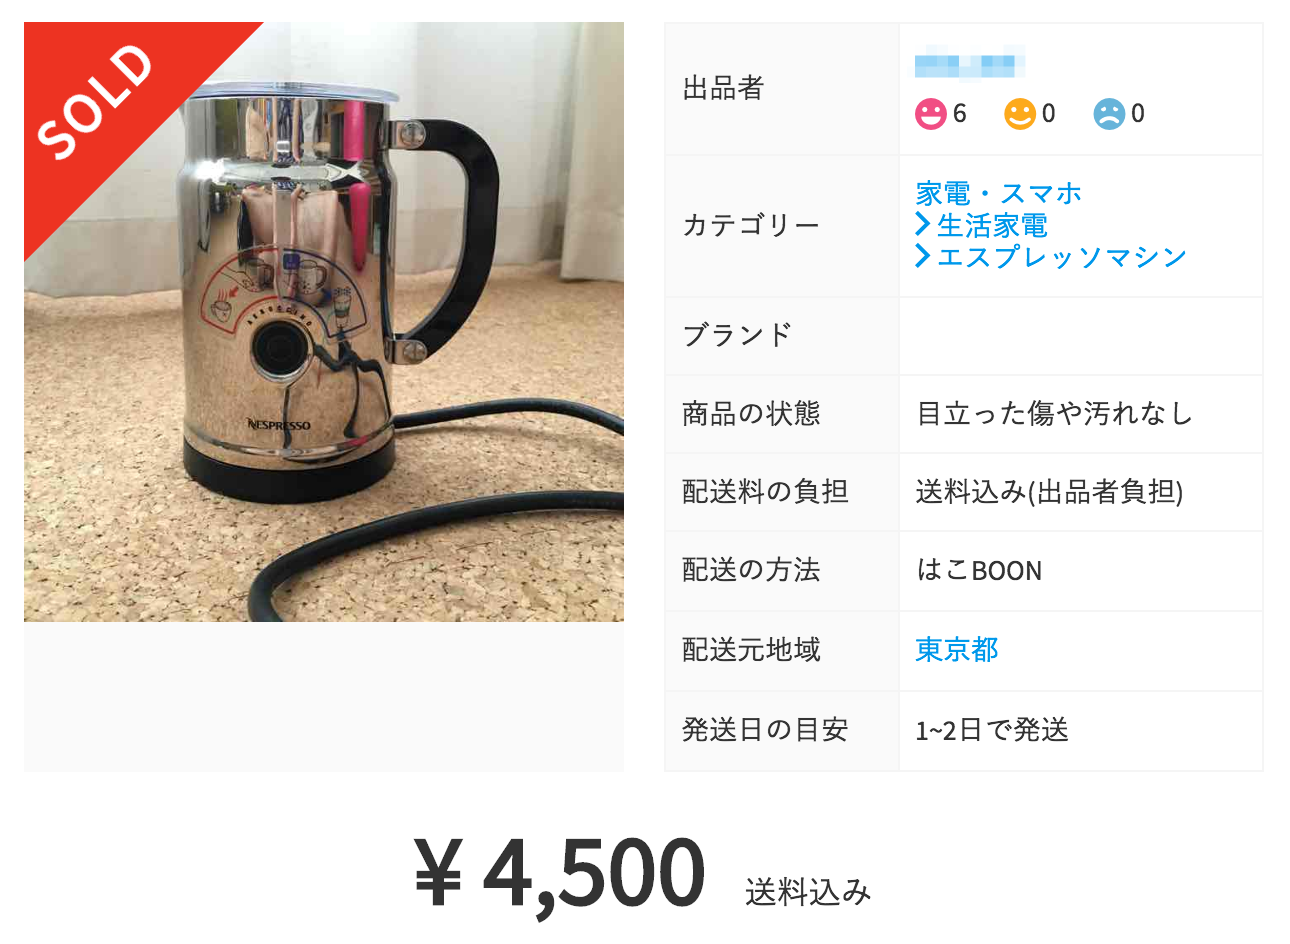 SOLD
AEROCCINO
NESPRESSO
出品者
6 0 0
カテゴリー
家電・スマホ
生活家電
エスプレッソマシン
ブランド
商品の状態
目立った傷や汚れなし
配送料の負担
送料込み(出品者負担)
配送の方法
はこBOON
配送元地域
東京都
発送日の目安
1~2日で発送
¥ 4,500 送料込み